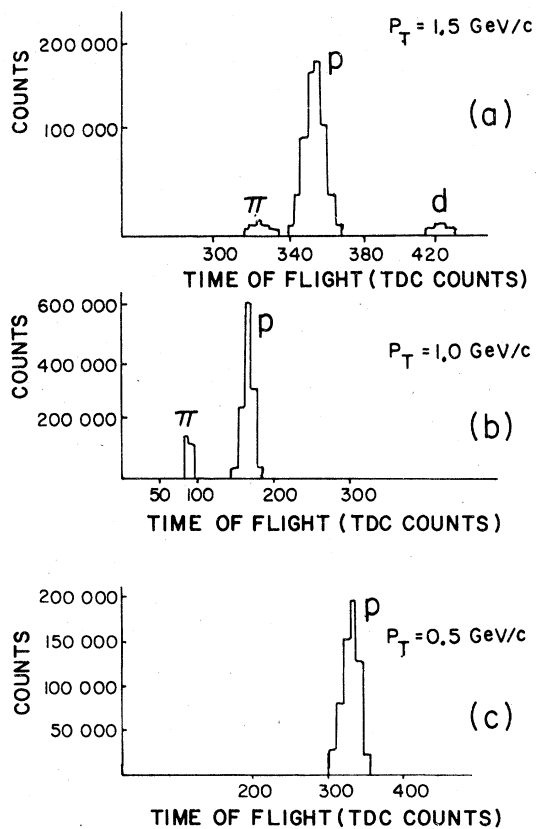 P_T = 1.5 GeV/c
200 000
100 000
COUNTS
π
p
d
(a)
300 340 380 420
TIME OF FLIGHT (TDC COUNTS)
600 000
400 000
200 000
COUNTS
π
p
P_T = 1.0 GeV/c
(b)
50 100 200 300
TIME OF FLIGHT (TDC COUNTS)
200 000
150 000
100 000
50 000
COUNTS
p
P_T = 0.5 GeV/c
(c)
200 300 400
TIME OF FLIGHT (TDC COUNTS)